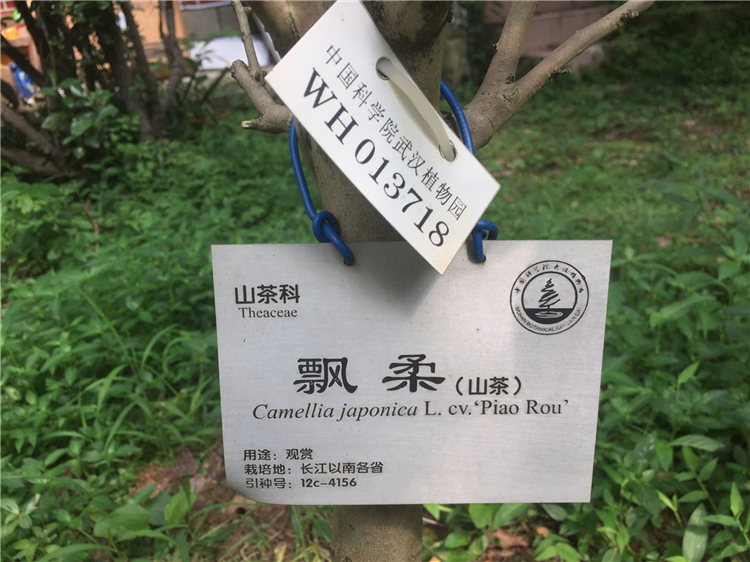 中国科学院武汉植物园
WH 013718
山茶科
Theaceae
飘柔（山茶）
Camellia japonica L. cv.‘Piao Rou’
用途：观赏
栽培地：长江以南各省
引种号：12c-4156